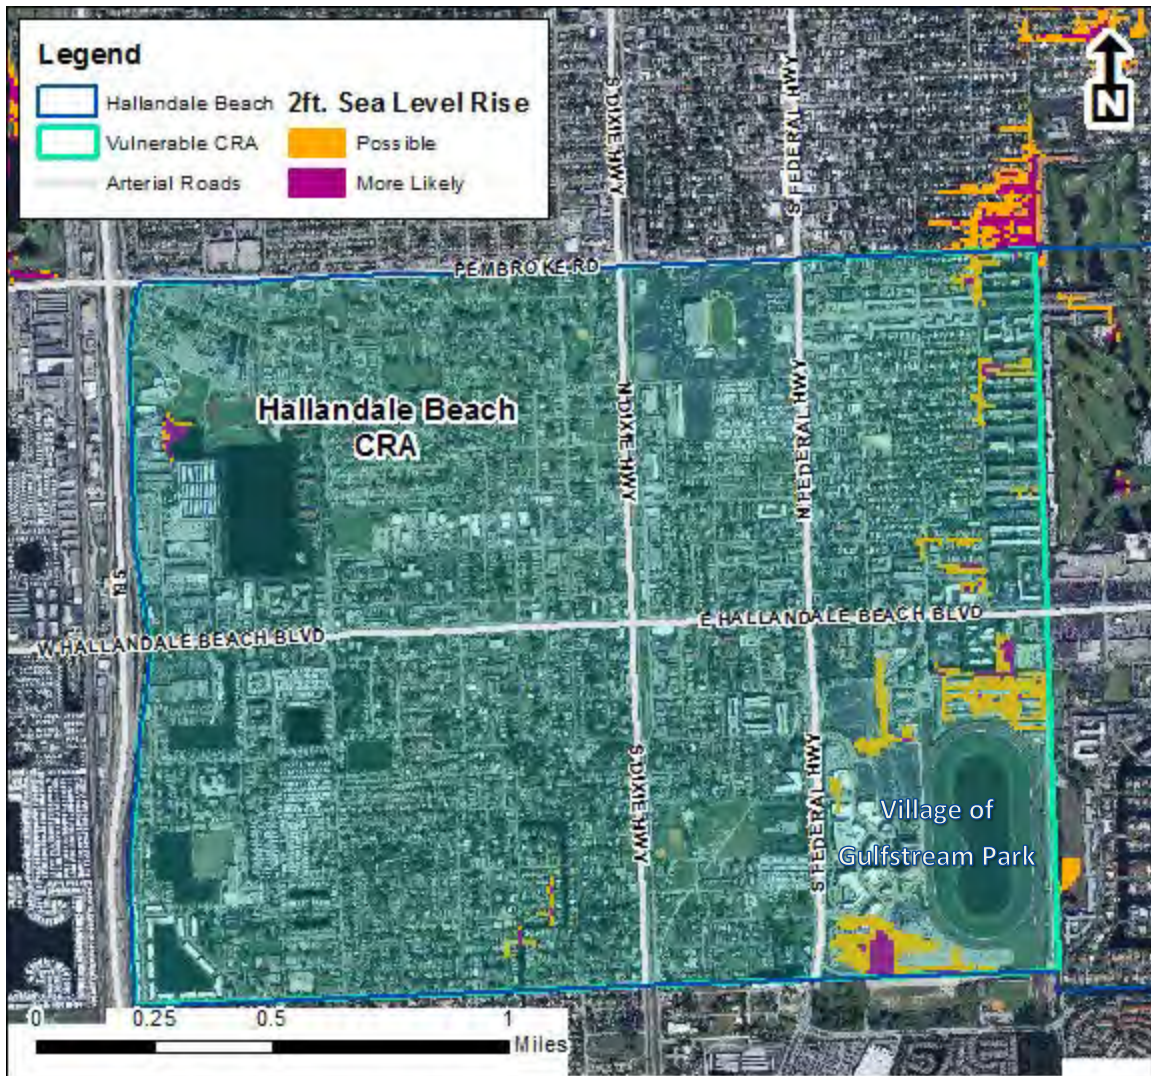 Legend
Hallandale Beach
Vulnerable CRA
Arterial Roads
2ft. Sea Level Rise
Possible
More Likely
N
S DIXIE HWY
S FEDERAL HWY
PEMBROKE RD
Hallandale Beach
CRA
N DIXIE HWY
N FEDERAL HWY
W HALLANDALE BEACH BLVD
E HALLANDALE BEACH BLVD
S DIXIE HWY
S FEDERAL HWY
Village of
Gulfstream Park
0 0.25 0.5 1
Miles